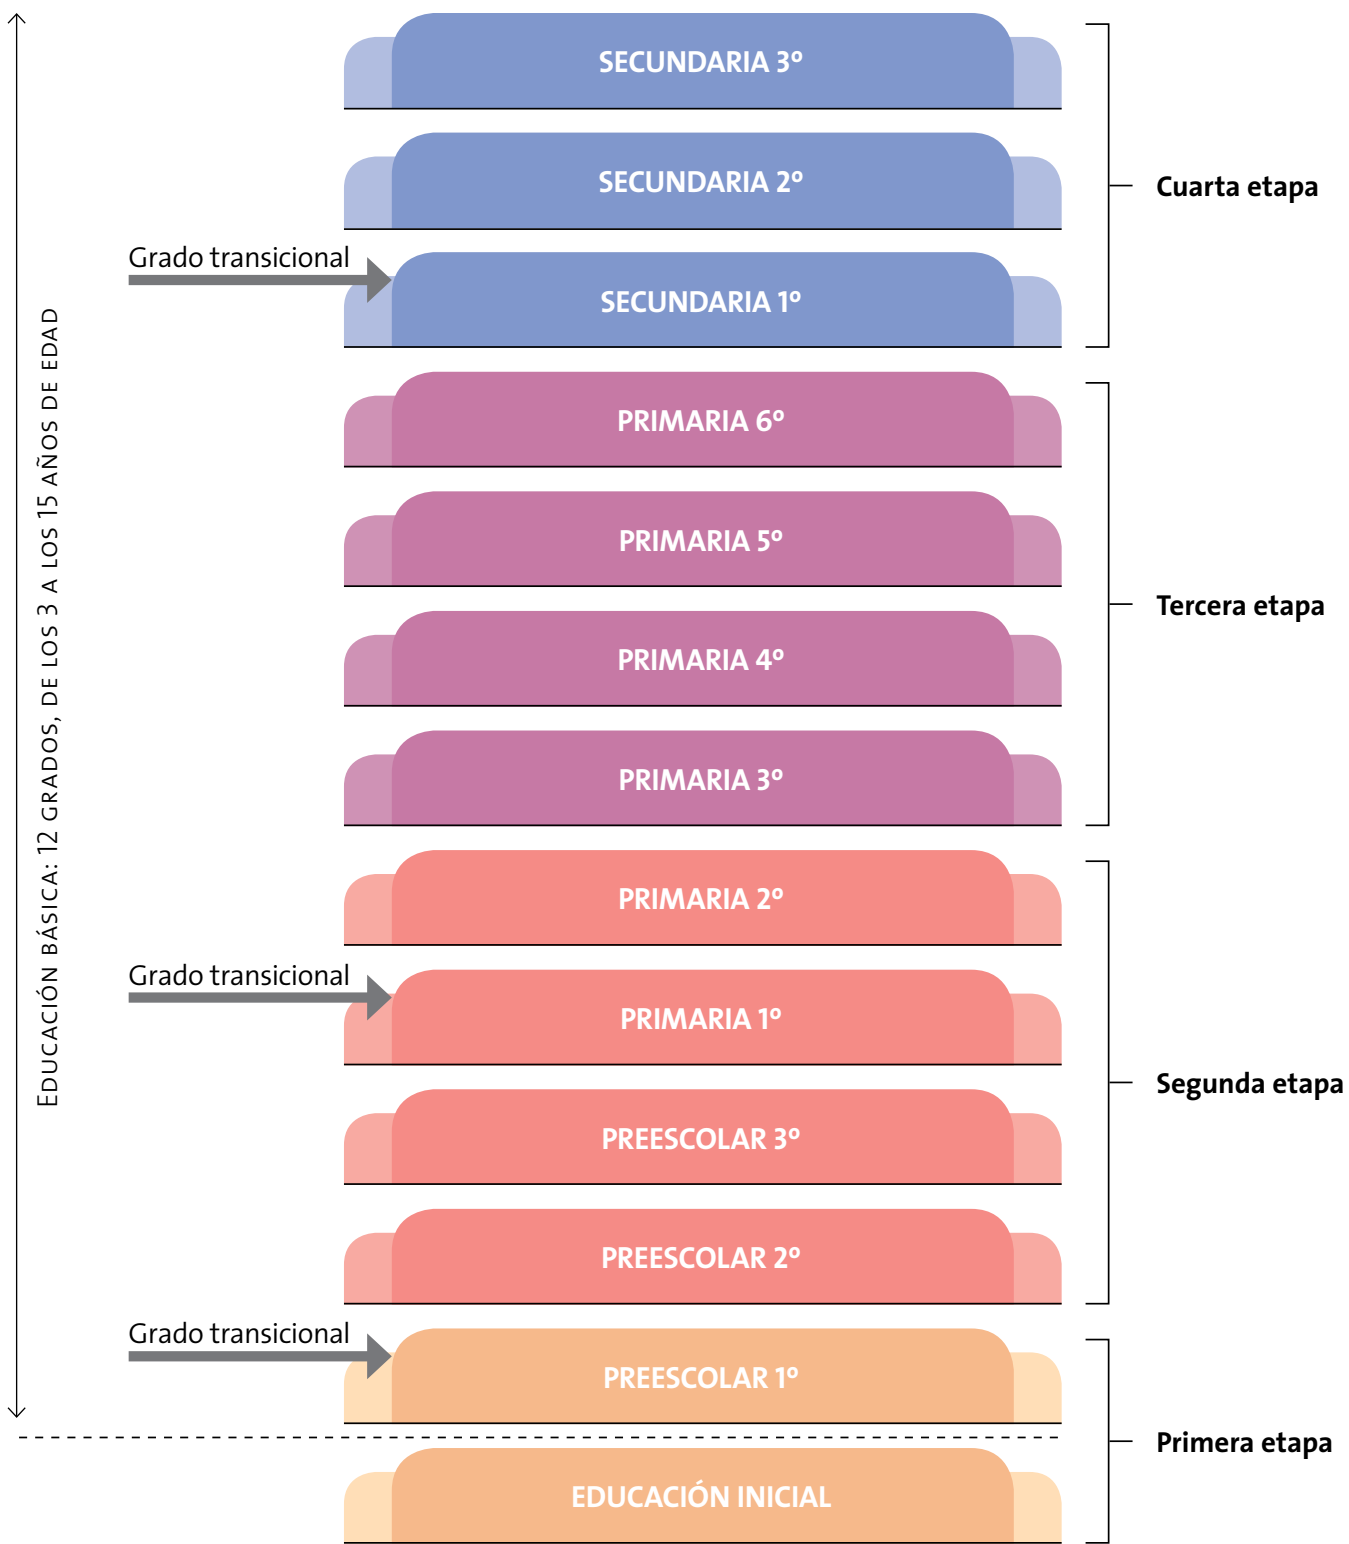 SECUNDARIA 3º
SECUNDARIA 2º
Cuarta etapa
Grado transicional
SECUNDARIA 1º
PRIMARIA 6º
PRIMARIA 5º
Tercera etapa
PRIMARIA 4º
PRIMARIA 3º
EDUCACIÓN BÁSICA: 12 GRADOS, DE LOS 3 A LOS 15 AÑOS DE EDAD
PRIMARIA 2º
Grado transicional
PRIMARIA 1º
Segunda etapa
PREESCOLAR 3º
PREESCOLAR 2º
Grado transicional
PREESCOLAR 1º
Primera etapa
EDUCACIÓN INICIAL